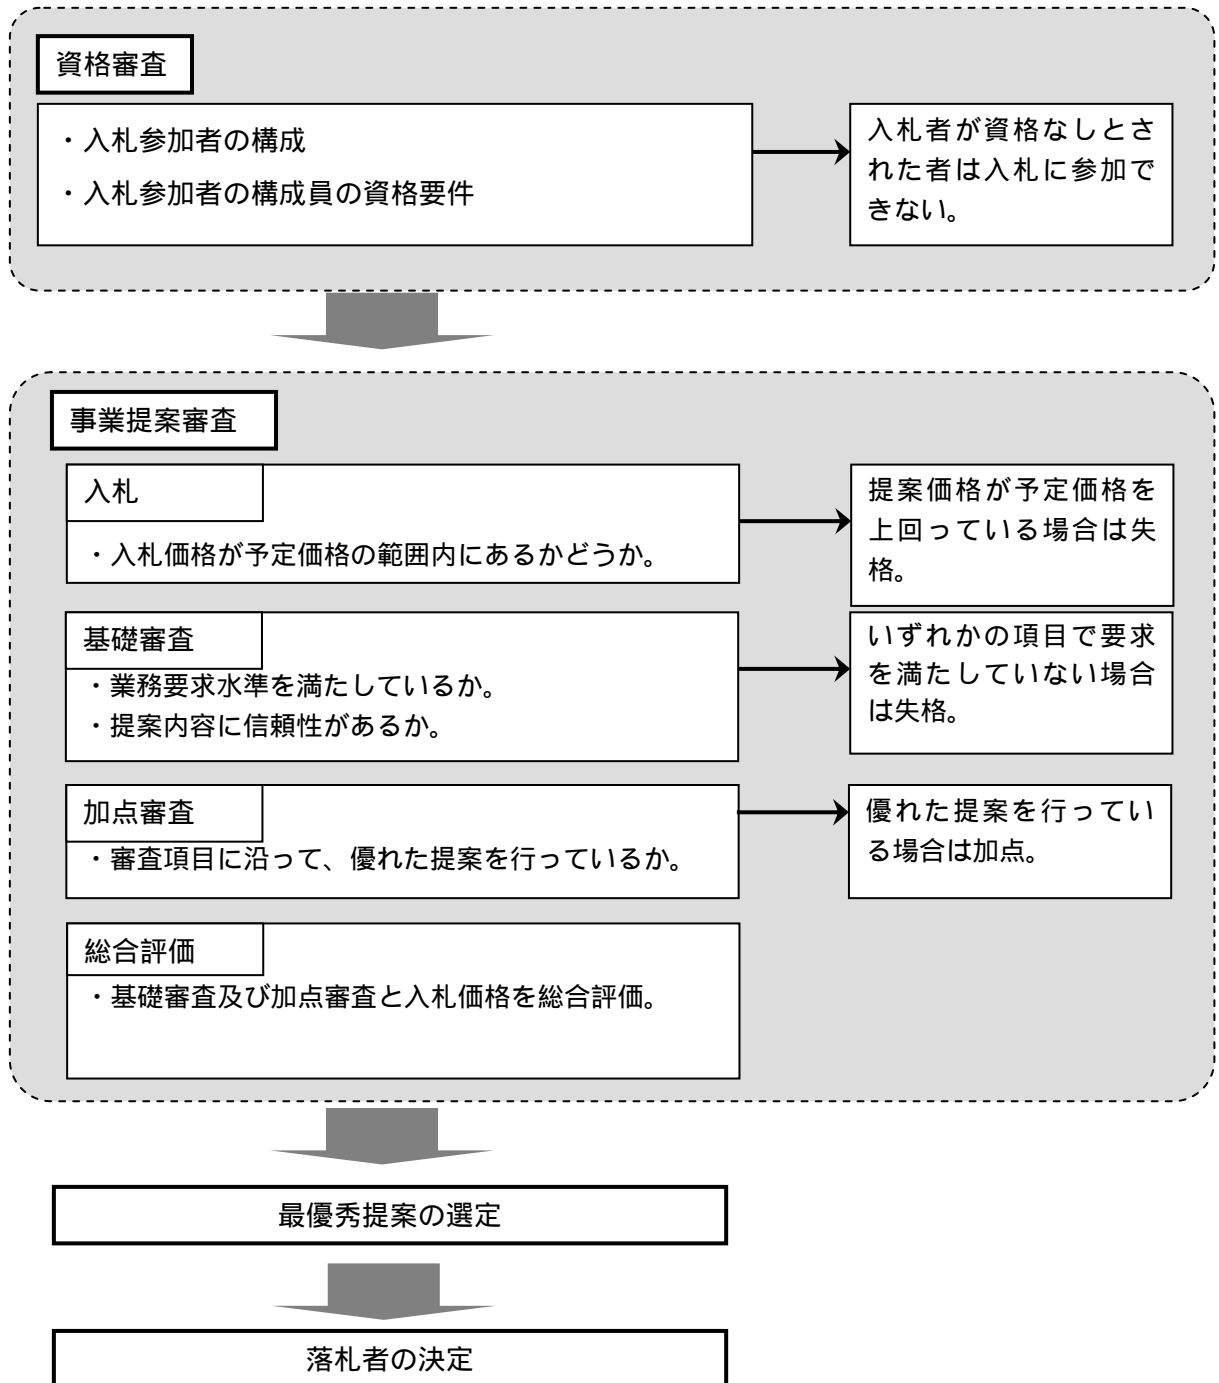 資格審査
・入札参加者の構成
・入札参加者の構成員の資格要件
入札者が資格なしとさ
れた者は入札に参加で
きない。
事業提案審査
入札
・入札価格が予定価格の範囲内にあるかどうか。
提案価格が予定価格を
上回っている場合は失
格。
基礎審査
・業務要求水準を満たしているか。
・提案内容に信頼性があるか。
いずれかの項目で要求
を満たしていない場合
は失格。
加点審査
・審査項目に沿って、優れた提案を行っているか。
優れた提案を行ってい
る場合は加点。
総合評価
・基礎審査及び加点審査と入札価格を総合評価。
最優秀提案の選定
落札者の決定